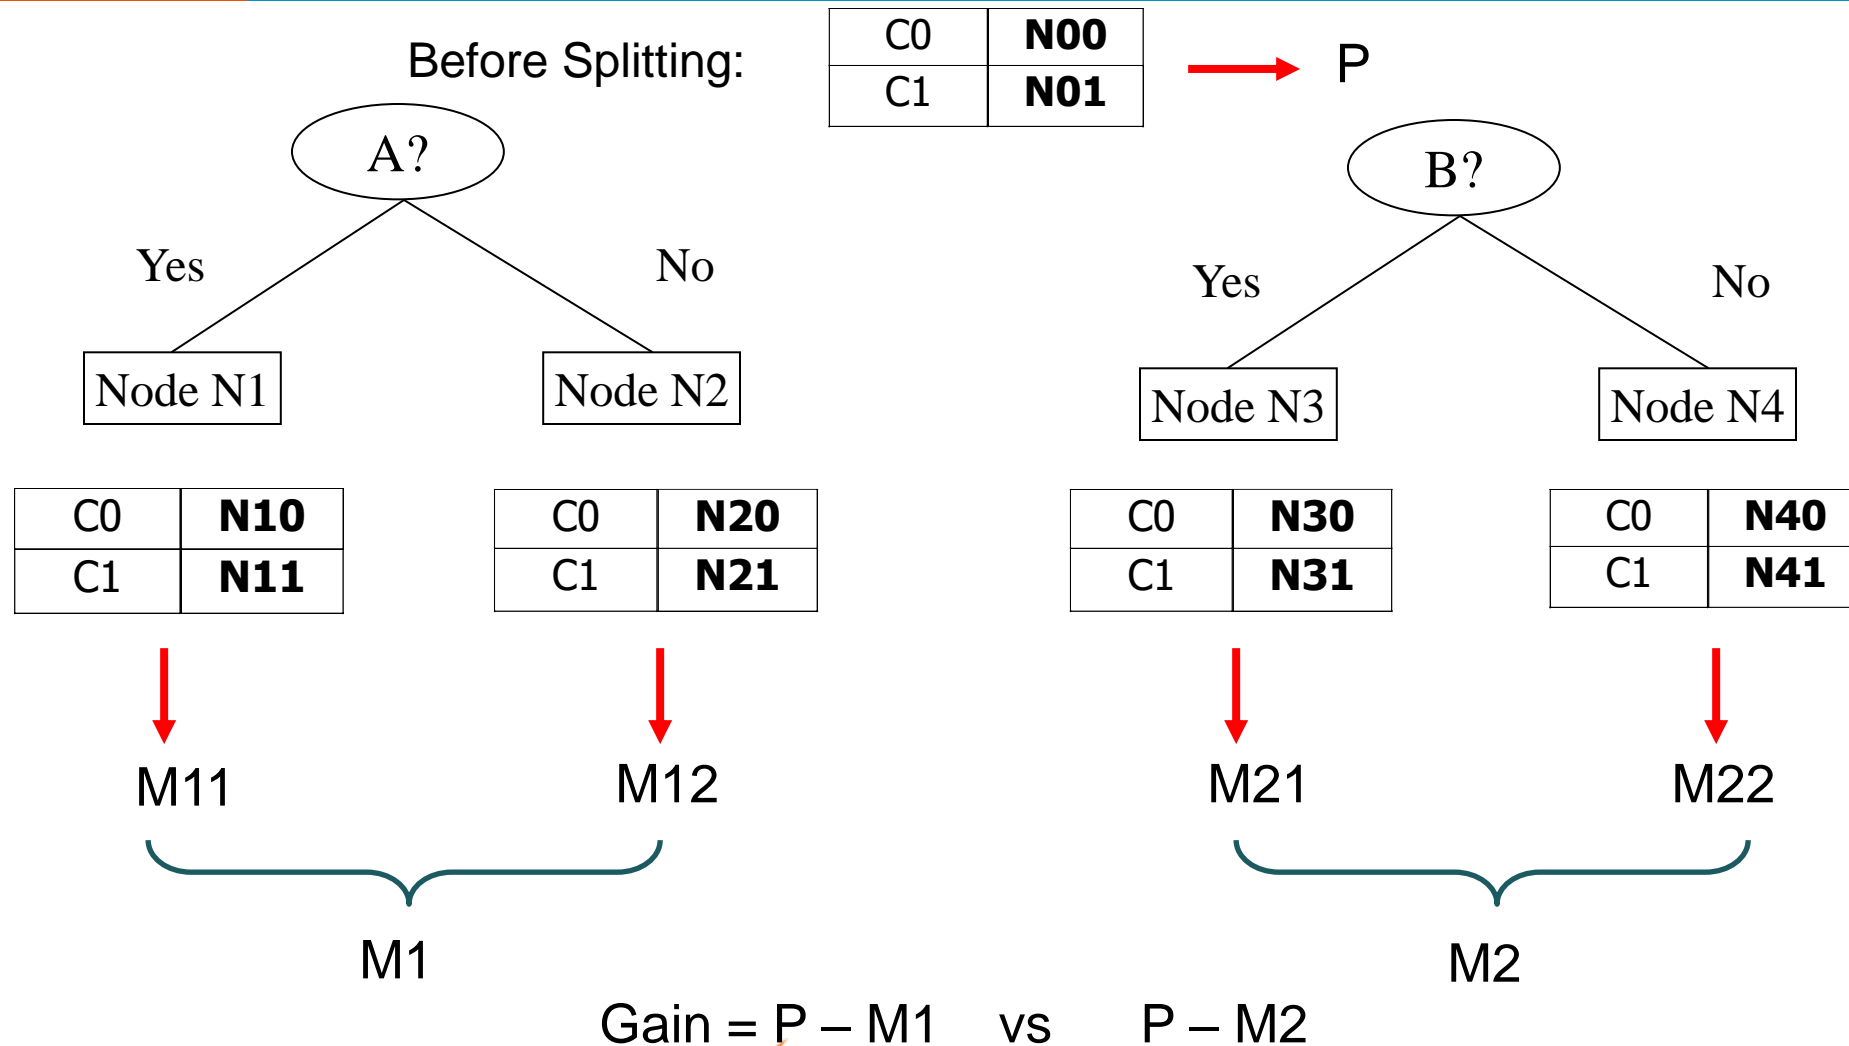 Before Splitting:
C0 N00
C1 N01
P
A?
B?
Yes No
Yes No
Node N1
Node N2
Node N3
Node N4
C0 N10
C1 N11
C0 N20
C1 N21
C0 N30
C1 N31
C0 N40
C1 N41
M11
M12
M21
M22
M1
M2
Gain = P – M1 vs P – M2